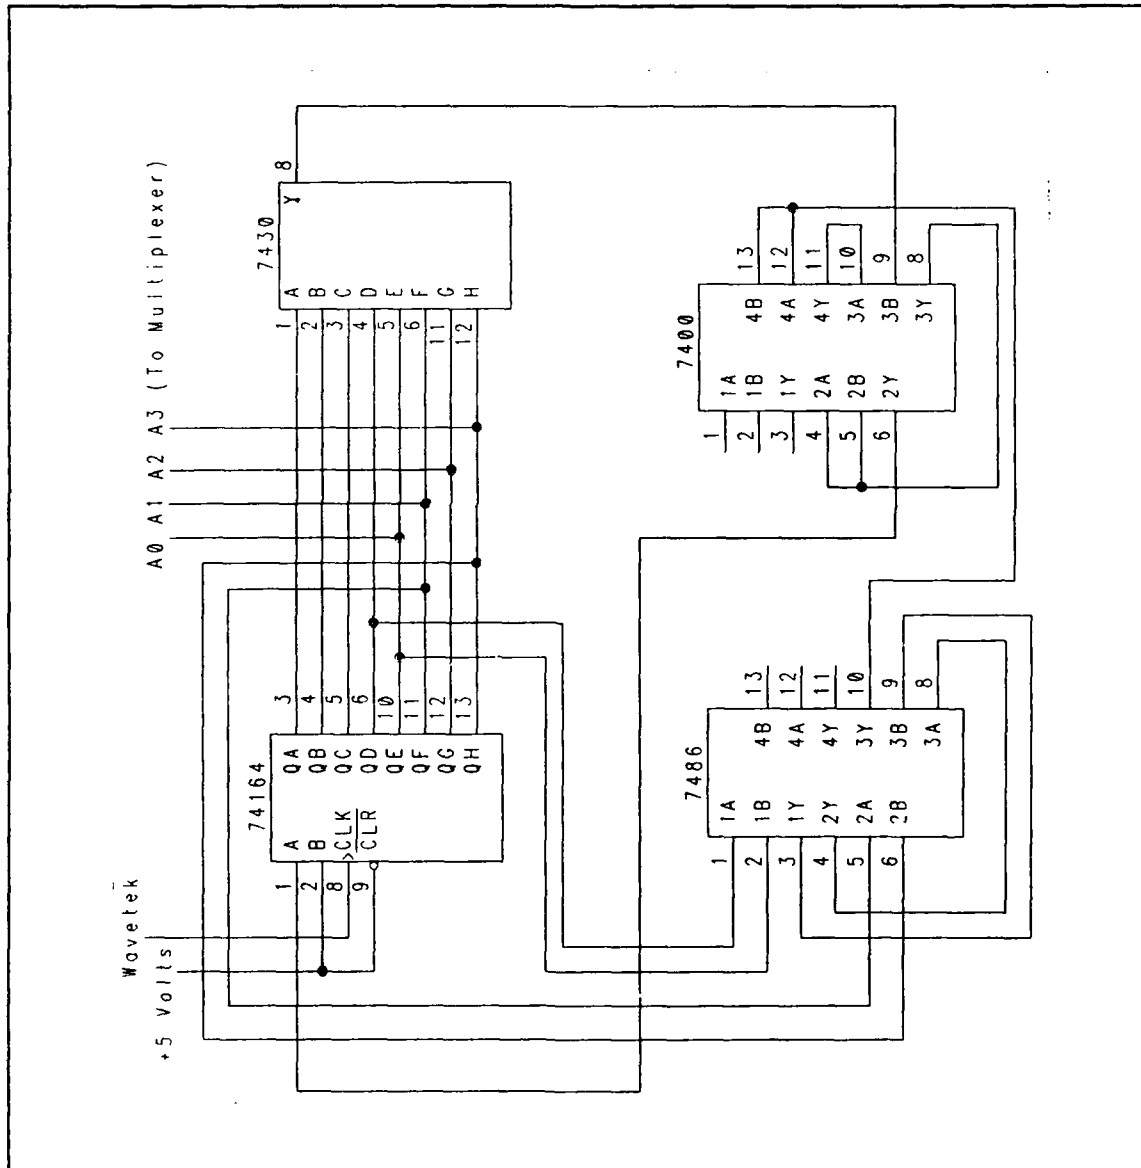 A0 A1 A2 A3 (To Multiplexer)
Wavetek
+5 Volts
74164
1 A
2 B
8 CLK
9 CLR
QA 3
QB 4
QC 5
QD 6
QE 10
QF 11
QG 12
QH 13
7430
1 A
2 B
3 C
4 D
5 E
6 F
11 G
12 H
Y 8
7486
1 1A
2 1B
3 1Y
4 2Y
5 2A
6 2B
4B 13
4A 12
4Y 11
3Y 10
3B 9
3A 8
7400
1 1A
2 1B
3 1Y
4 2A
5 2B
6 2Y
4B 13
4A 12
4Y 11
3A 10
3B 9
3Y 8